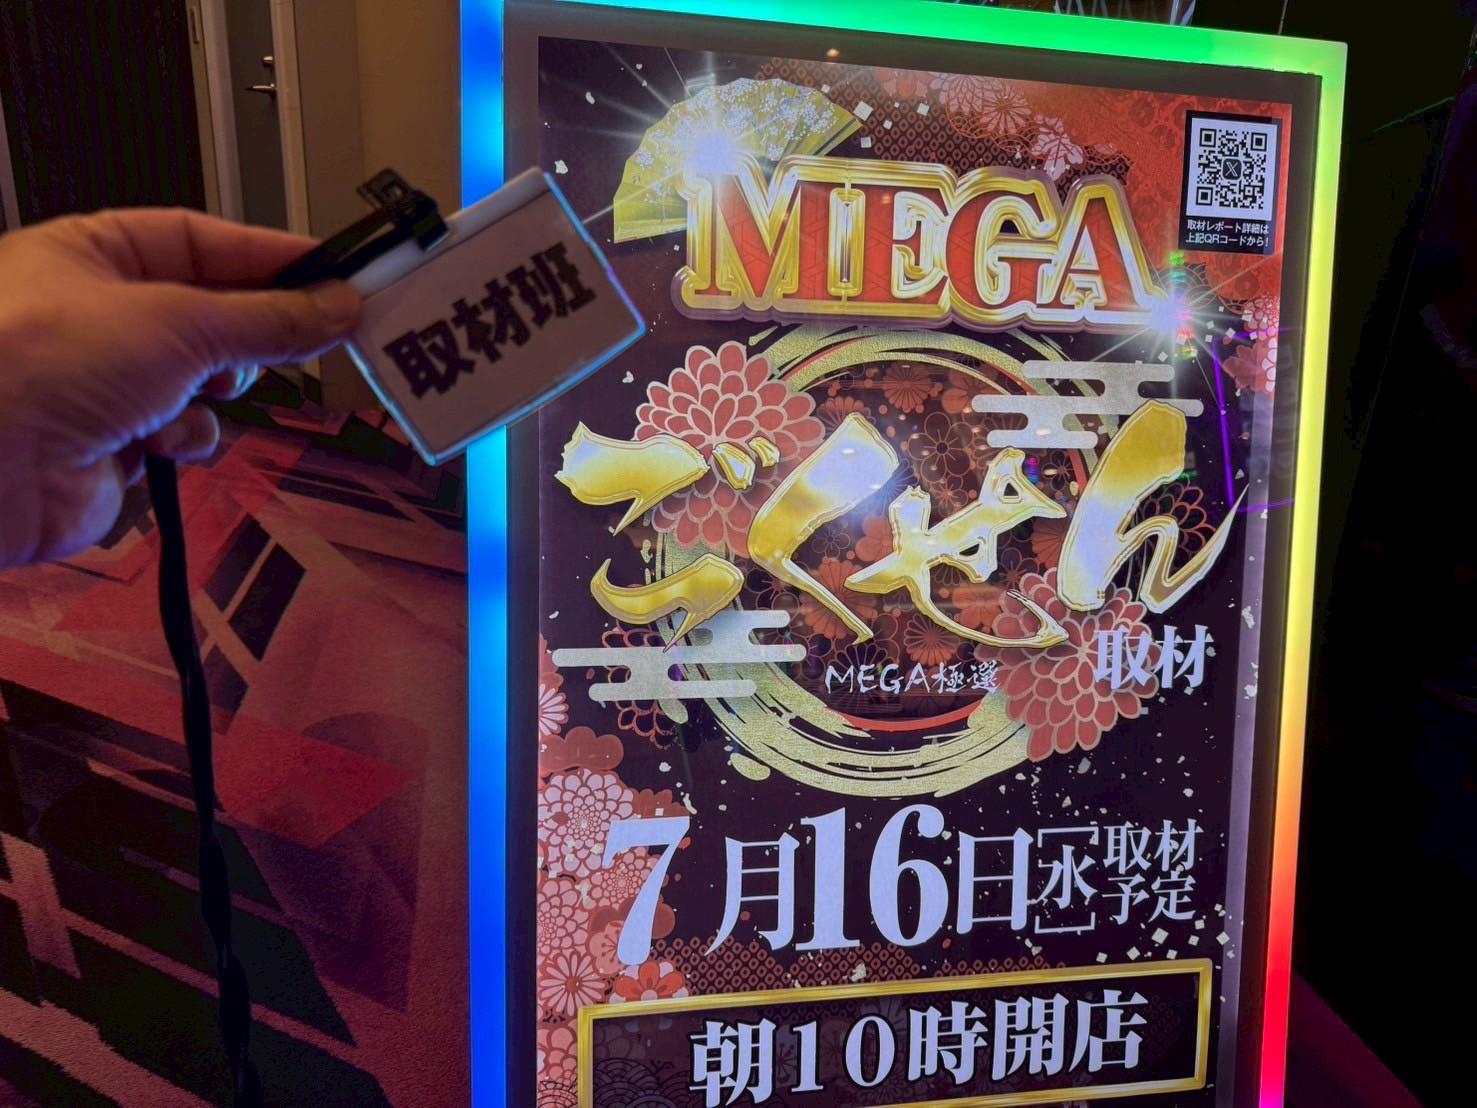 取材班
MEGA
取材レポート詳細は
上記QRコードから!
ごくせん
取材
MEGA極選
7月16日[水]取材予定
朝10時開店